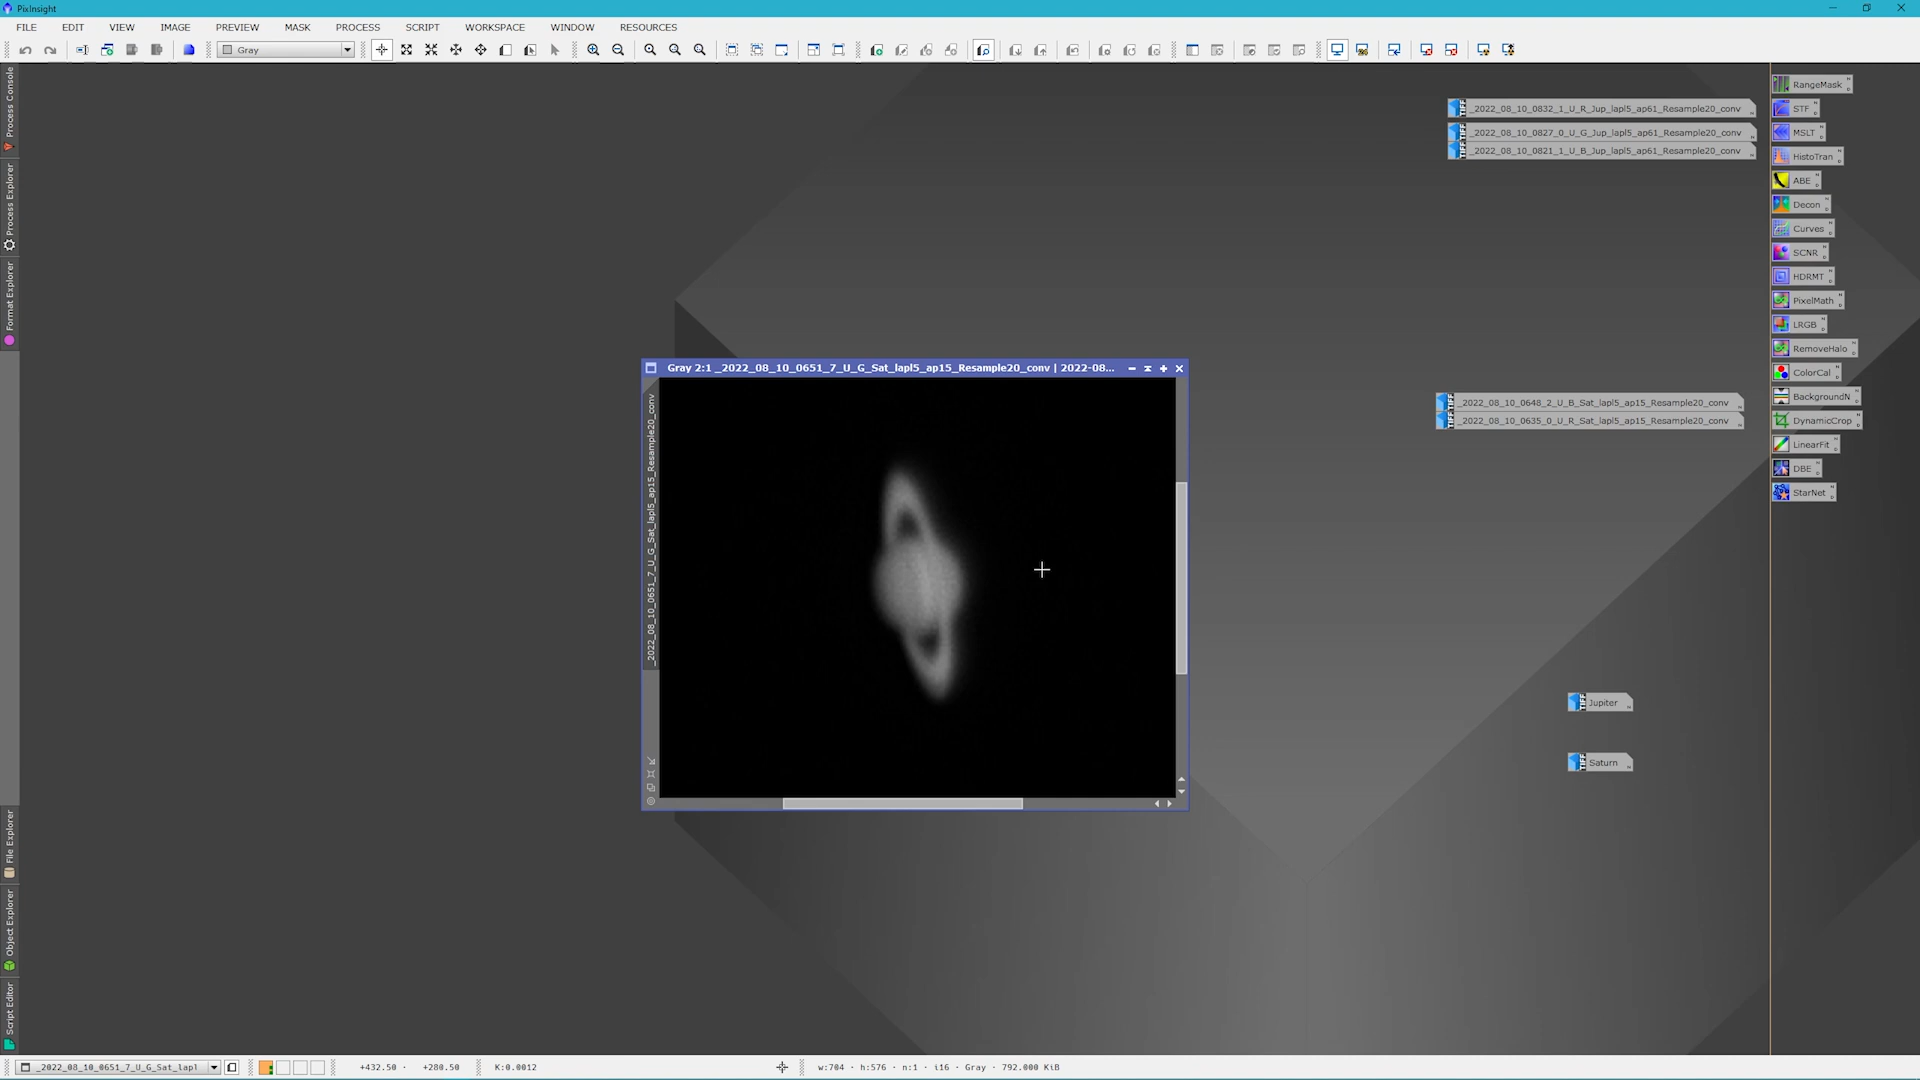 PixInsight
FILE EDIT VIEW IMAGE PREVIEW MASK PROCESS SCRIPT WORKSPACE WINDOW RESOURCES
Gray
Process Console
Process Explorer
Format Explorer
File Explorer
Object Explorer
Script Editor
_2022_08_10_0832_1_U_R_Jup_lapl5_ap61_Resample20_conv
_2022_08_10_0827_0_U_G_Jup_lapl5_ap61_Resample20_conv
_2022_08_10_0821_1_U_B_Jup_lapl5_ap61_Resample20_conv
Gray 2:1 _2022_08_10_0651_7_U_G_Sat_lapl5_ap15_Resample20_conv | 2022-08...
_2022_08_10_0651_7_U_G_Sat_lapl5_ap15_Resample20_conv
_2022_08_10_0648_2_U_B_Sat_lapl5_ap15_Resample20_conv
_2022_08_10_0635_0_U_R_Sat_lapl5_ap15_Resample20_conv
Jupiter
Saturn
RangeMask
STF
MSLT
HistoTran
ABE
Decon
Curves
SCNR
HDRMT
PixelMath
LRGB
RemoveHalo
ColorCal
BackgroundN
DynamicCrop
LinearFit
DBE
StarNet
_2022_08_10_0651_7_U_G_Sat_lapl
+432.50 · +280.50 K:0.0012 w:704 · h:576 · n:1 · i16 · Gray · 792.000 KiB